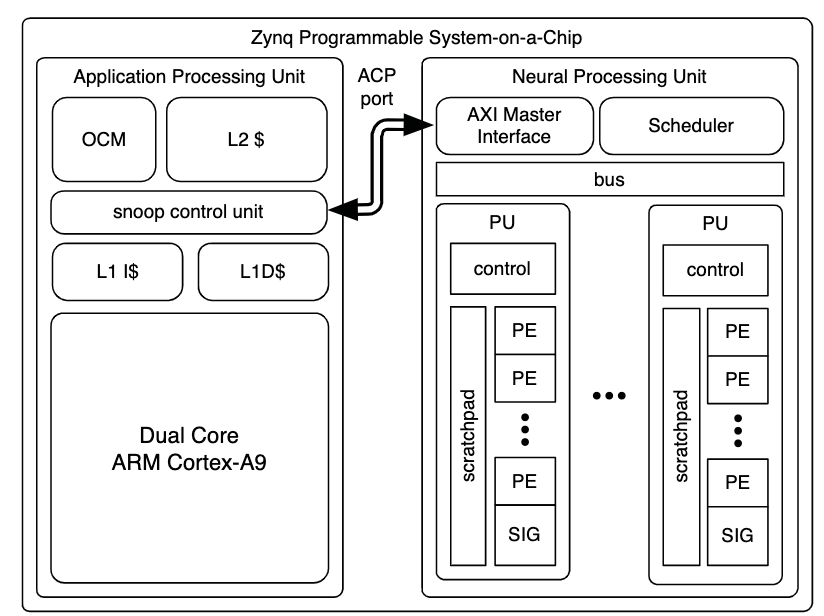 Zynq Programmable System-on-a-Chip
Application Processing Unit
OCM
L2 $
snoop control unit
L1 I$
L1D$
Dual Core
ARM Cortex-A9
ACP
port
Neural Processing Unit
AXI Master
Interface
Scheduler
bus
PU
control
scratchpad
PE
PE
PE
SIG
PU
control
scratchpad
PE
PE
PE
SIG